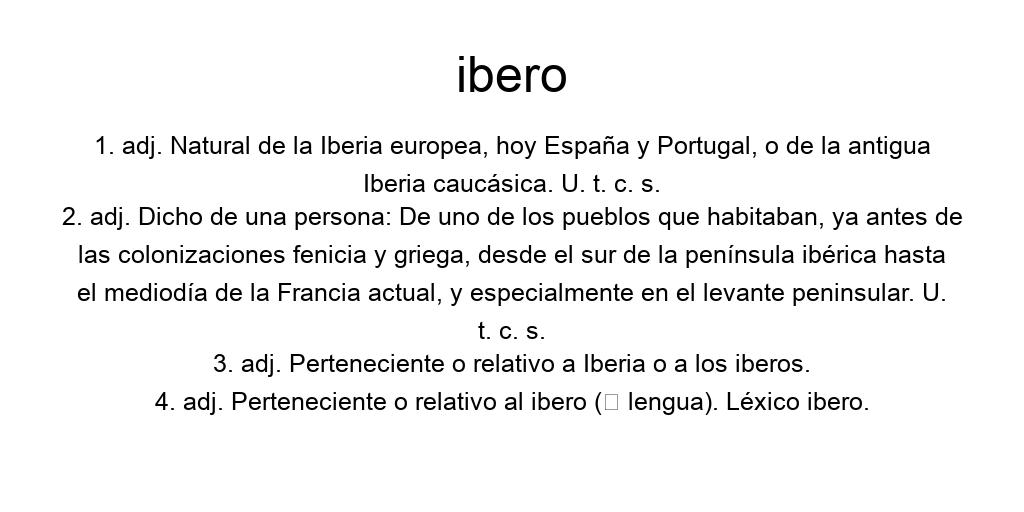 ibero
1. adj. Natural de la Iberia europea, hoy España y Portugal, o de la antigua
Iberia caucásica. U. t. c. s.
2. adj. Dicho de una persona: De uno de los pueblos que habitaban, ya antes de
las colonizaciones fenicia y griega, desde el sur de la península ibérica hasta
el mediodía de la Francia actual, y especialmente en el levante peninsular. U.
t. c. s.
3. adj. Perteneciente o relativo a Iberia o a los iberos.
4. adj. Perteneciente o relativo al ibero (□ lengua). Léxico ibero.